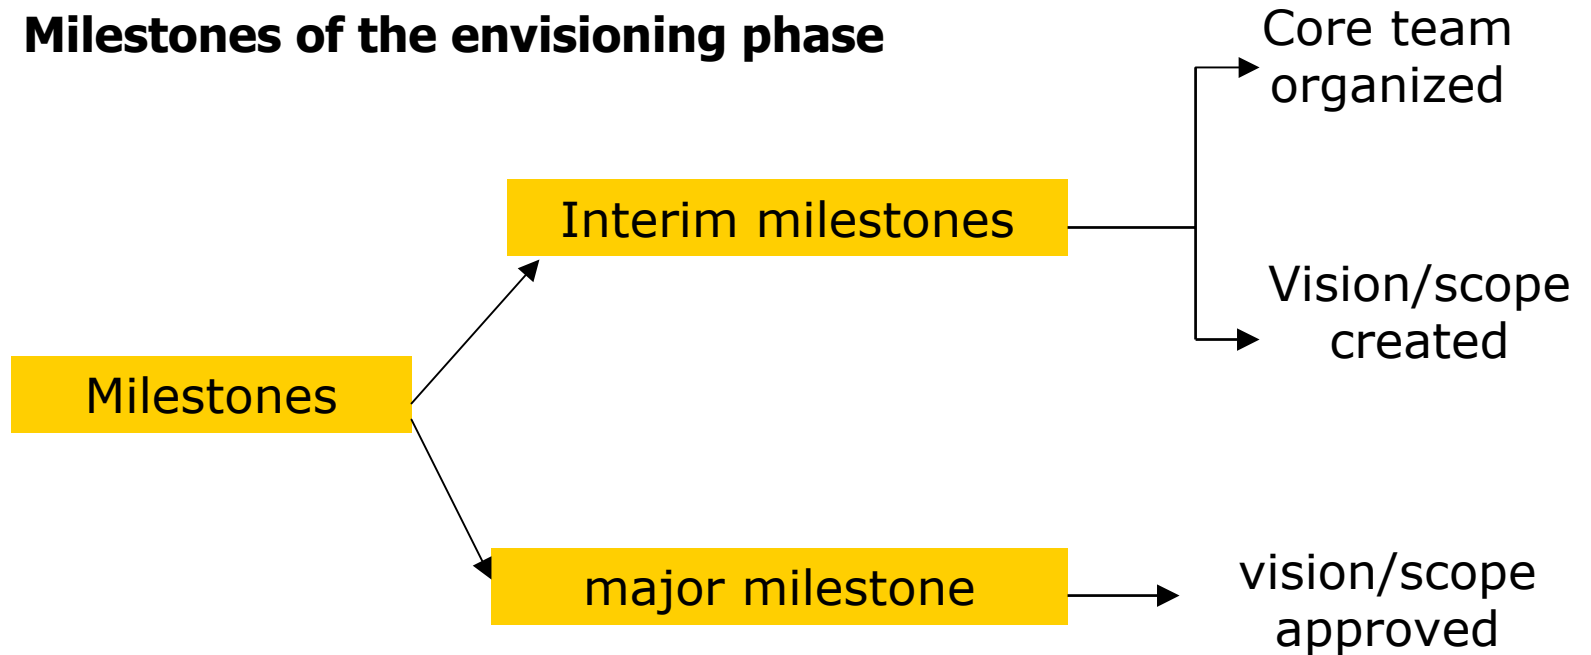 Milestones of the envisioning phase
Core team
organized
Interim milestones
Vision/scope
created
Milestones
major milestone
vision/scope
approved